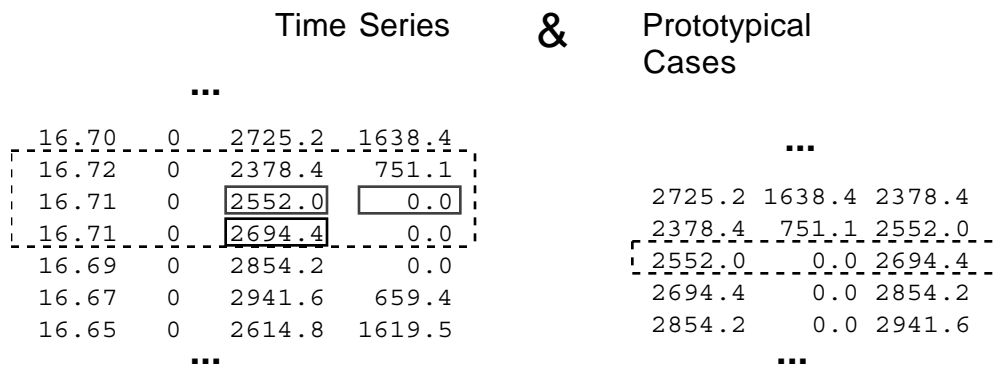 Time Series & Prototypical Cases
...
16.70 0 2725.2 1638.4
16.72 0 2378.4 751.1
16.71 0 2552.0 0.0
16.71 0 2694.4 0.0
16.69 0 2854.2 0.0
16.67 0 2941.6 659.4
16.65 0 2614.8 1619.5
...
...
2725.2 1638.4 2378.4
2378.4 751.1 2552.0
2552.0 0.0 2694.4
2694.4 0.0 2854.2
2854.2 0.0 2941.6
...